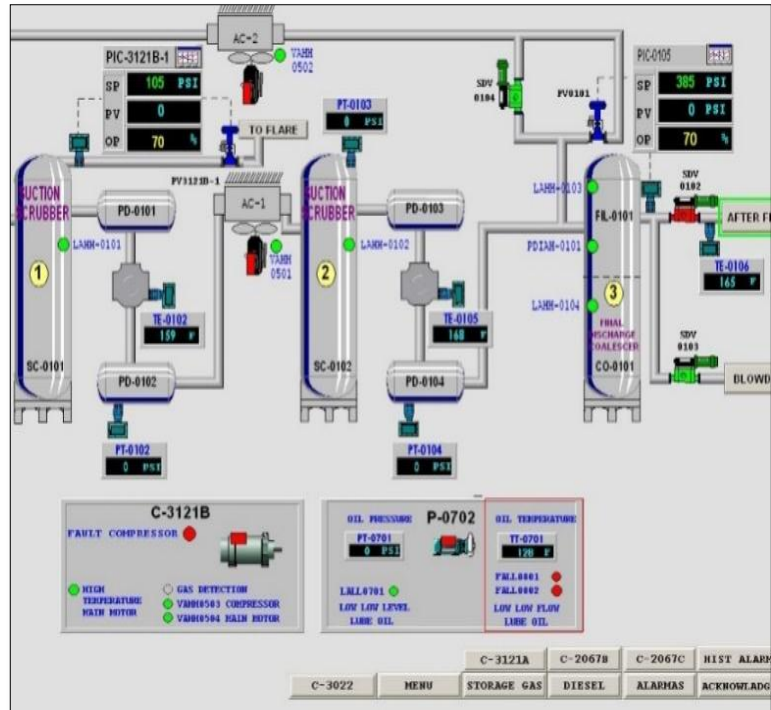 AC-2
VAHH
0502
PIC-3121B-1
SP 105 PSI
PV 0
OP 70 %
TO FLARE
PV3121B-1
PT-0103
0 PSI
SDV
0104
PV0101
PIC-0105
SP 385 PSI
PV 0 PSI
OP 70 %
SUCTION
SCRUBBER
LAHH-0101
1
SC-0101
PD-0101
TE-0102
159 F
PD-0102
PT-0102
0 PSI
AC-1
VAHH
0501
SUCTION
SCRUBBER
LAHH-0102
2
SC-0102
PD-0103
TE-0105
168 F
PD-0104
PT-0104
0 PSI
LAHH-0103
FIL-0101
PDIAH-0101
LAHH-0104
3
FINAL
DISCHARGE
COALESCER
CO-0101
SDV
0102
AFTER FI
TE-0106
165 F
SDV
0103
BLOWD
C-3121B
FAULT COMPRESSOR
HIGH
TEMPERATURE
MAIN MOTOR
GAS DETECTION
VAHH0503 COMPRESSOR
VAHH0504 MAIN MOTOR
OIL PRESSURE
P-0702
PT-0701
0 PSI
LALL0701
LOW LOW LEVEL
LUBE OIL
OIL TEMPERATURE
TT-0701
128 F
FALL0801
FALL0802
LOW LOW FLOW
LUBE OIL
C-3121A C-2067B C-2067C HIST ALARM
C-3022 MENU STORAGE GAS DIESEL ALARMAS ACKNOWLADG